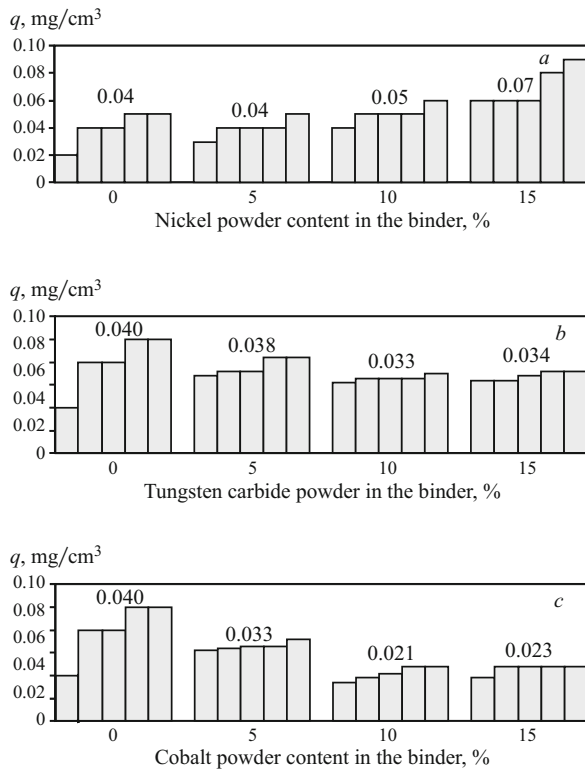 q, mg/cm³
0.10
a
0.08
0.04
0.04
0.05
0.07
0.06
0.04
0.02
0
0 5 10 15
Nickel powder content in the binder, %
q, mg/cm³
0.10
0.040
b
0.08
0.038
0.033
0.034
0.06
0.04
0.02
0
0 5 10 15
Tungsten carbide powder in the binder, %
q, mg/cm³
0.10
0.040
c
0.08
0.033
0.06
0.021
0.023
0.04
0.02
0
0 5 10 15
Cobalt powder content in the binder, %